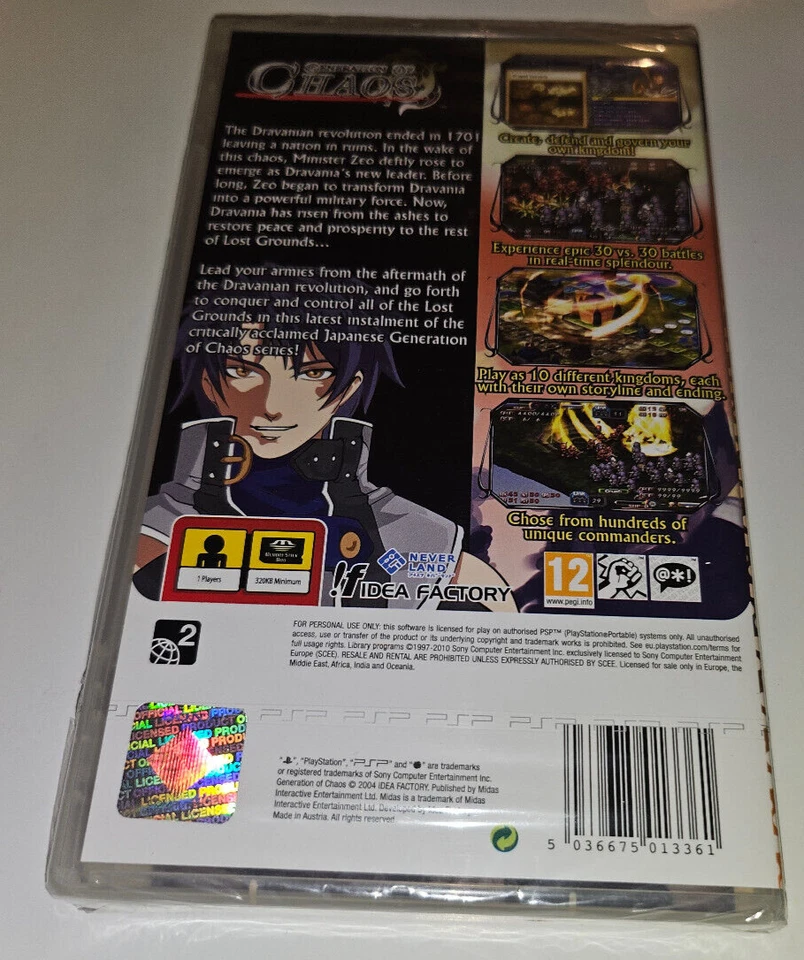 GENERATION OF
CHAOS
The Dravanian revolution ended in 1701
leaving a nation in ruins. In the wake of
this chaos, Minister Zeo deftly rose to
emerge as Dravania's new leader. Before
long, Zeo began to transform Dravania
into a powerful military force. Now,
Dravania has risen from the ashes to
restore peace and prosperity to the rest
of Lost Grounds...
Lead your armies from the aftermath of
the Dravanian revolution, and go forth
to conquer and control all of the Lost
Grounds in this latest instalment of the
critically acclaimed Japanese Generation
of Chaos series!
Create, defend and govern your
own kingdom!
Experience epic 30 vs. 30 battles
in real-time splendour.
Play as 10 different kingdoms, each
with their own storyline and ending.
Chose from hundreds of
unique commanders.
1 Players
MEMORY STICK
DUO
320KB Minimum
NEVER
LAND
IDEA FACTORY
12
www.pegi.info
@*!
2
FOR PERSONAL USE ONLY: this software is licensed for play on authorised PSP™ (PlayStation®Portable) systems only. All unauthorised
access, use or transfer of the product or its underlying copyright and trademark works is prohibited. See eu.playstation.com/terms for
full usage rights. Library programs ©1997-2010 Sony Computer Entertainment Inc. exclusively licensed to Sony Computer Entertainment
Europe (SCEE). RESALE AND RENTAL ARE PROHIBITED UNLESS EXPRESSLY AUTHORISED BY SCEE. Licensed for sale only in Europe, the
Middle East, Africa, India and Oceania.
OFFICIAL LICENSED PRODUCT
", "PlayStation", "PSP" and " " are trademarks
or registered trademarks of Sony Computer Entertainment Inc.
Generation of Chaos © 2004 IDEA FACTORY. Published by Midas
Interactive Entertainment Ltd. Midas is a trademark of Midas
Interactive Entertainment Ltd. Developed by
Made in Austria. All rights reserved.
5 036675 013361